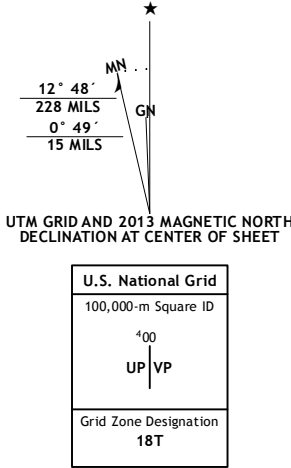 ★
MN
GN
12° 48´
228 MILS
0° 49´
15 MILS
UTM GRID AND 2013 MAGNETIC NORTH
DECLINATION AT CENTER OF SHEET
U.S. National Grid
100,000-m Square ID
⁴00
UP VP
Grid Zone Designation
18T